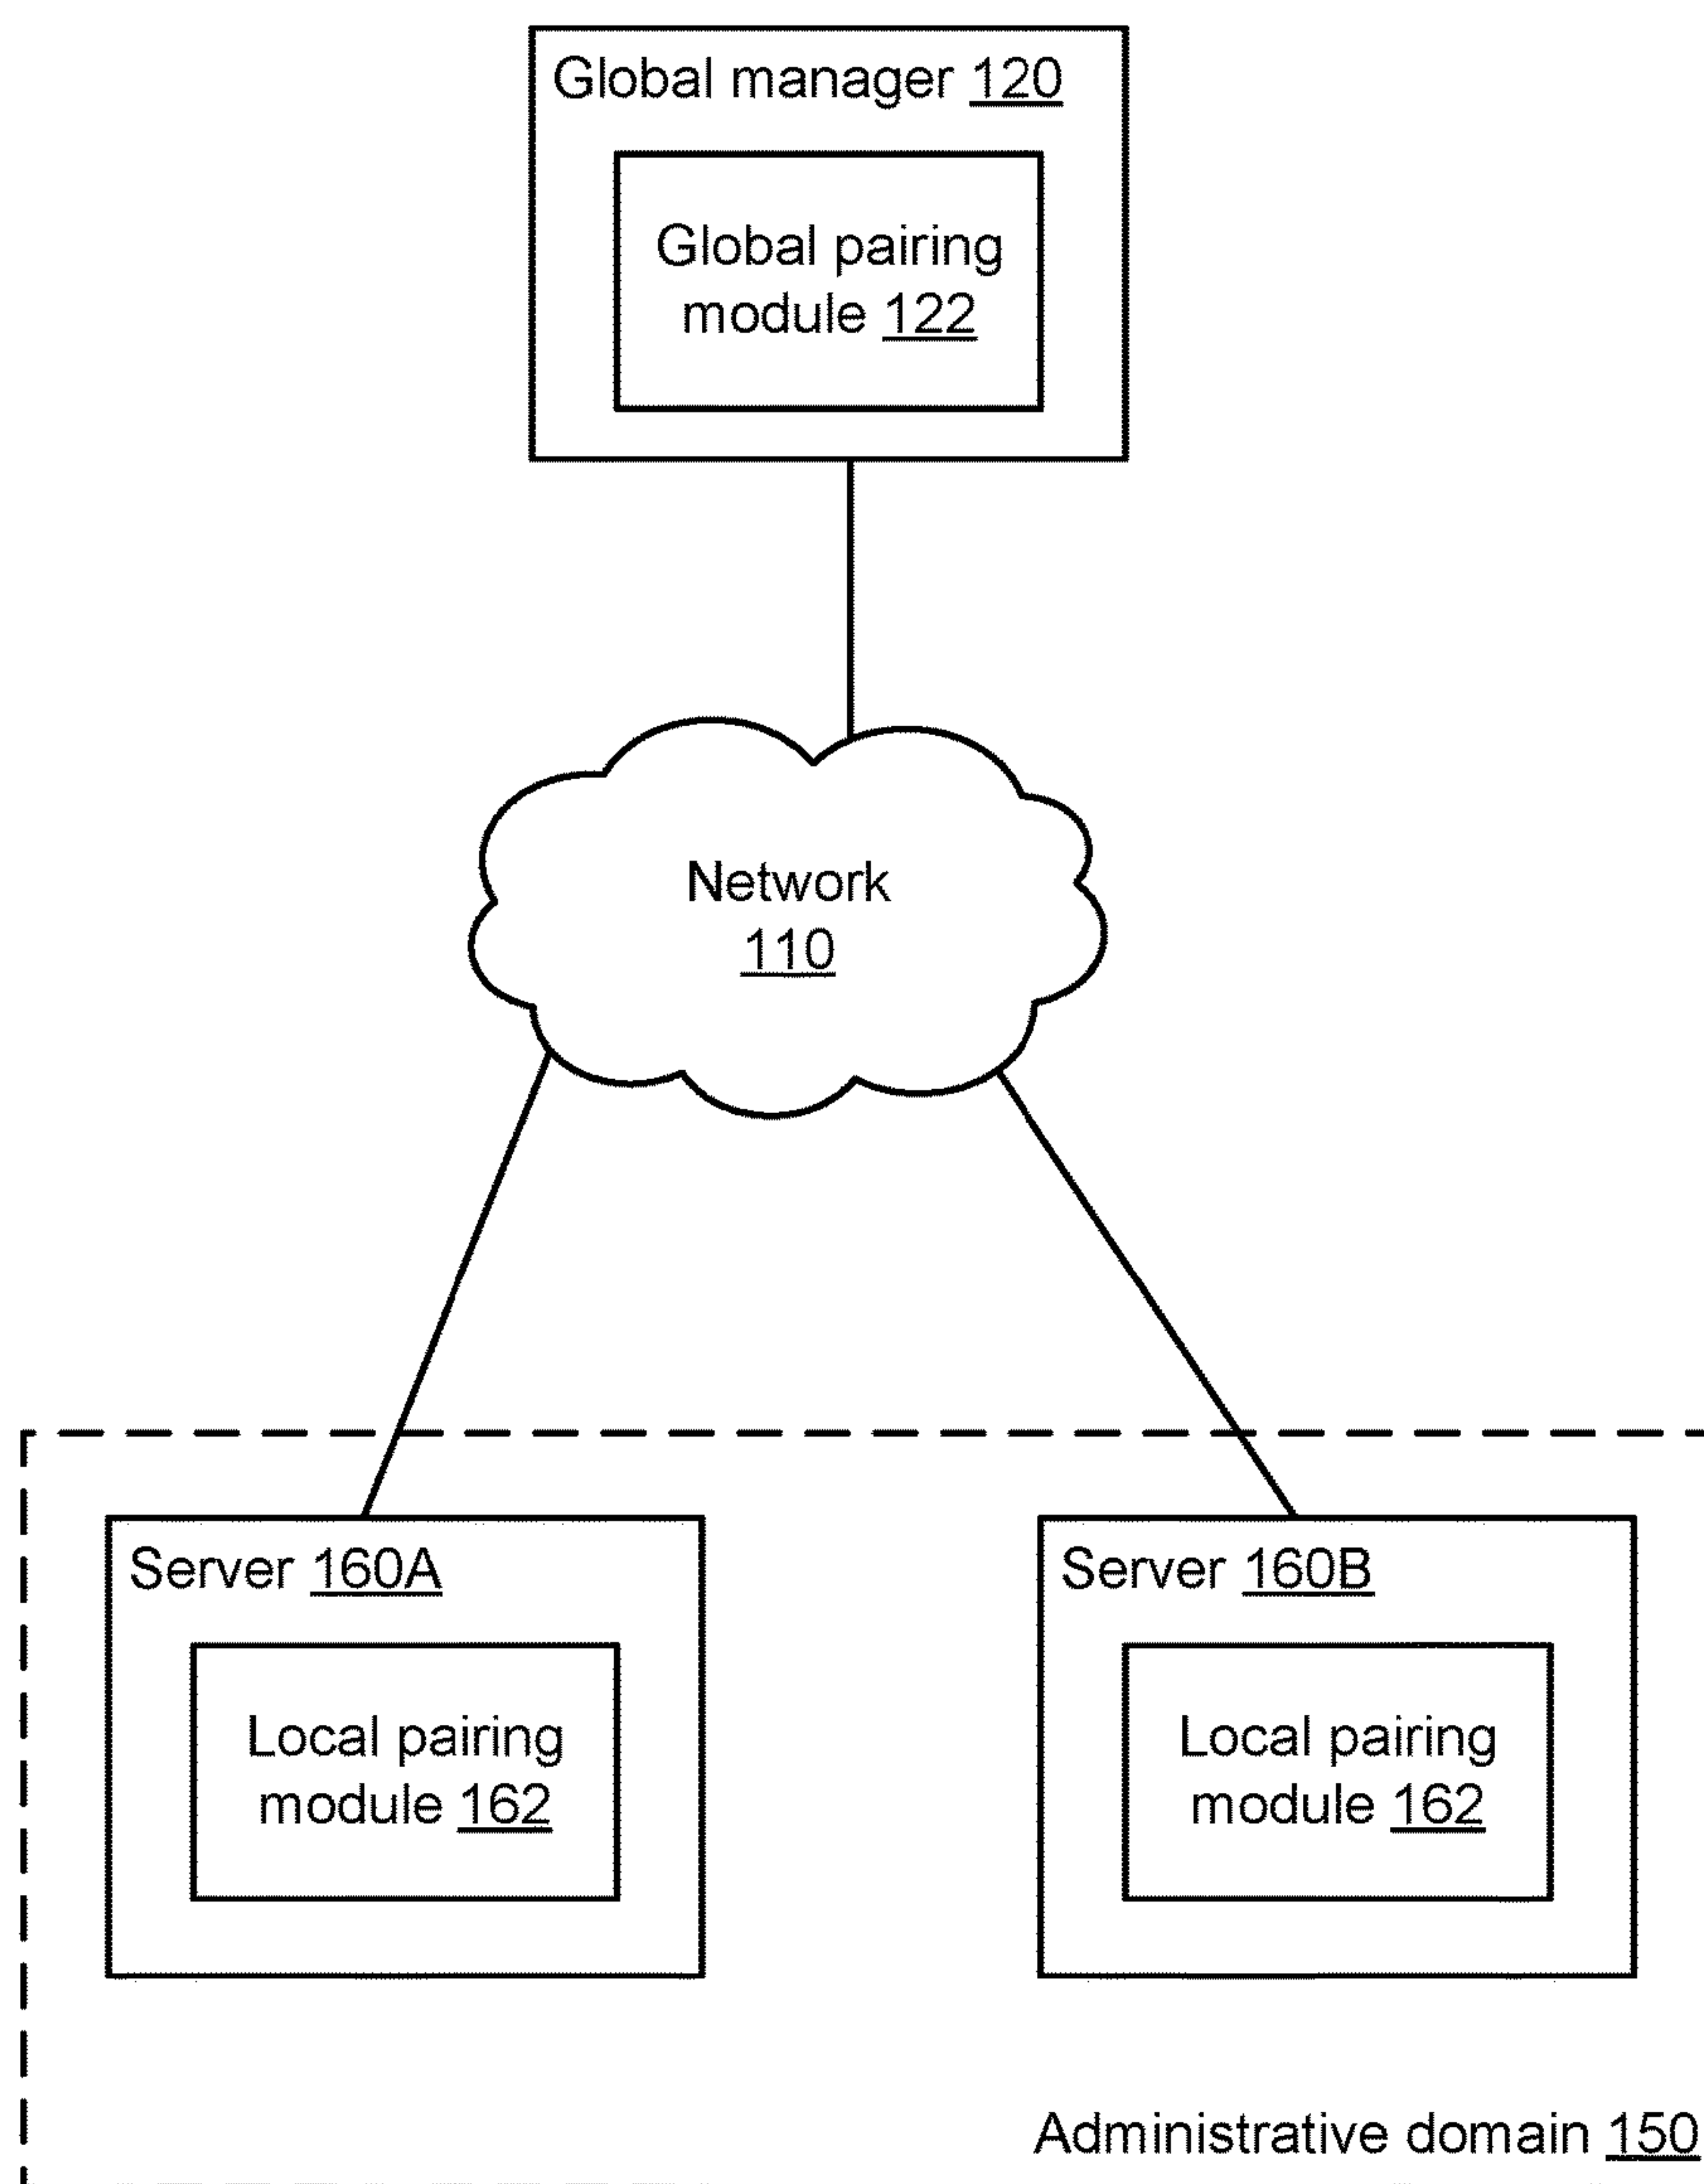 Global manager 120
Global pairing
module 122
Network
110
Server 160A
Local pairing
module 162
Server 160B
Local pairing
module 162
Administrative domain 150